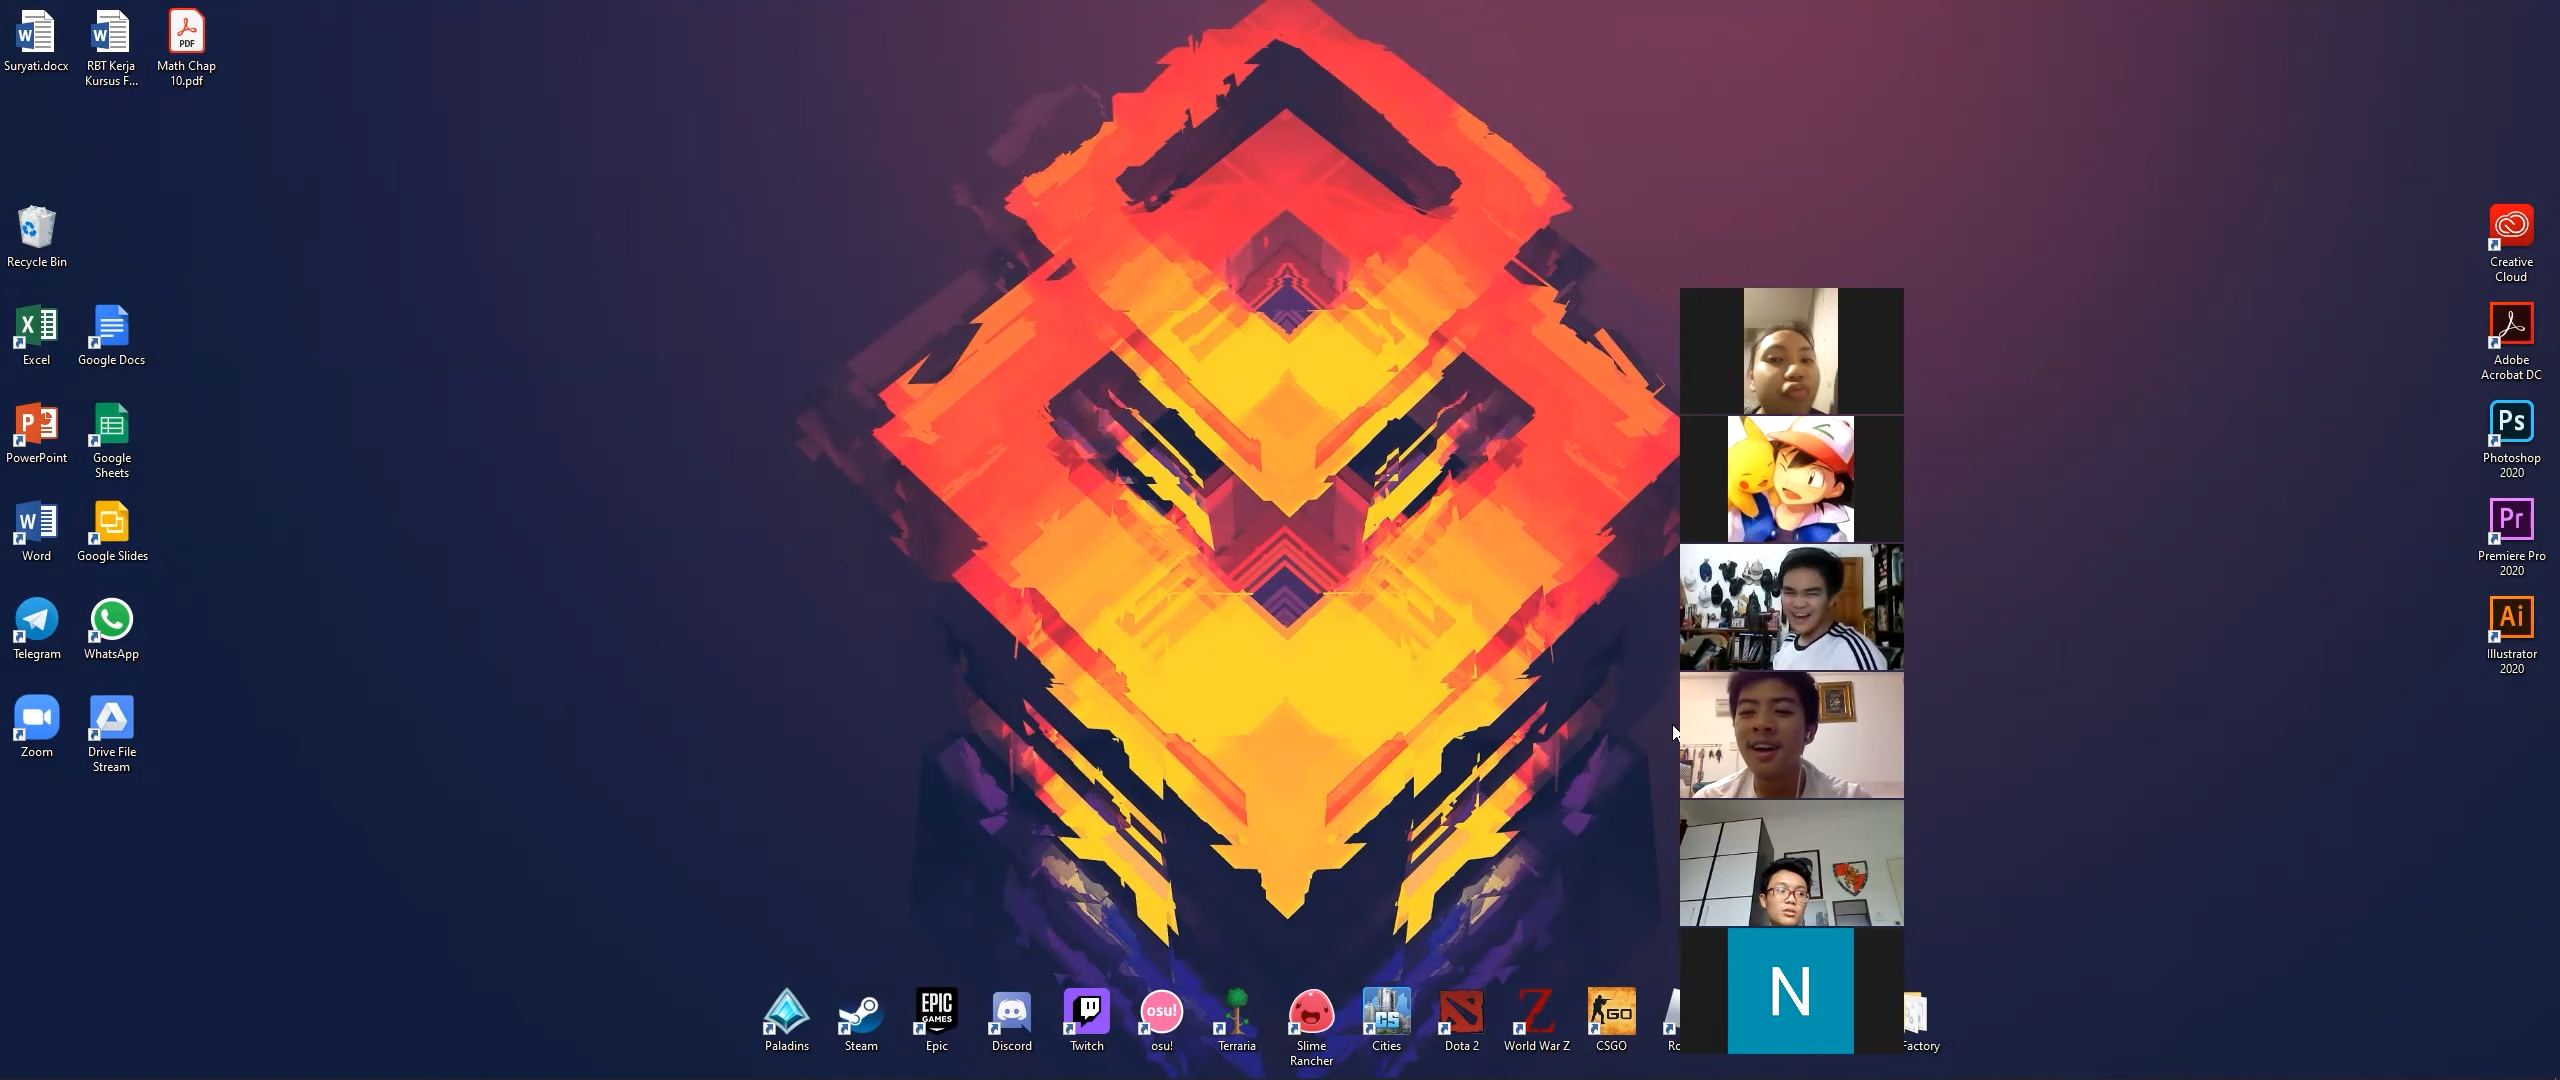 Suryati.docx
RBT Kerja
Kursus F...
Math Chap
10.pdf
PDF
Recycle Bin
Creative
Cloud
Excel
Google Docs
Adobe
Acrobat DC
PowerPoint
Google
Sheets
Ps
Photoshop
2020
Word
Google Slides
Pr
Premiere Pro
2020
Telegram
WhatsApp
Ai
Illustrator
2020
Zoom
Drive File
Stream
N
EPIC
GAMES
osu!
CS
GO
Paladins
Steam
Epic
Discord
Twitch
osu!
Terraria
Slime
Rancher
Cities
Dota 2
World War Z
CSGO
Ro
Factory